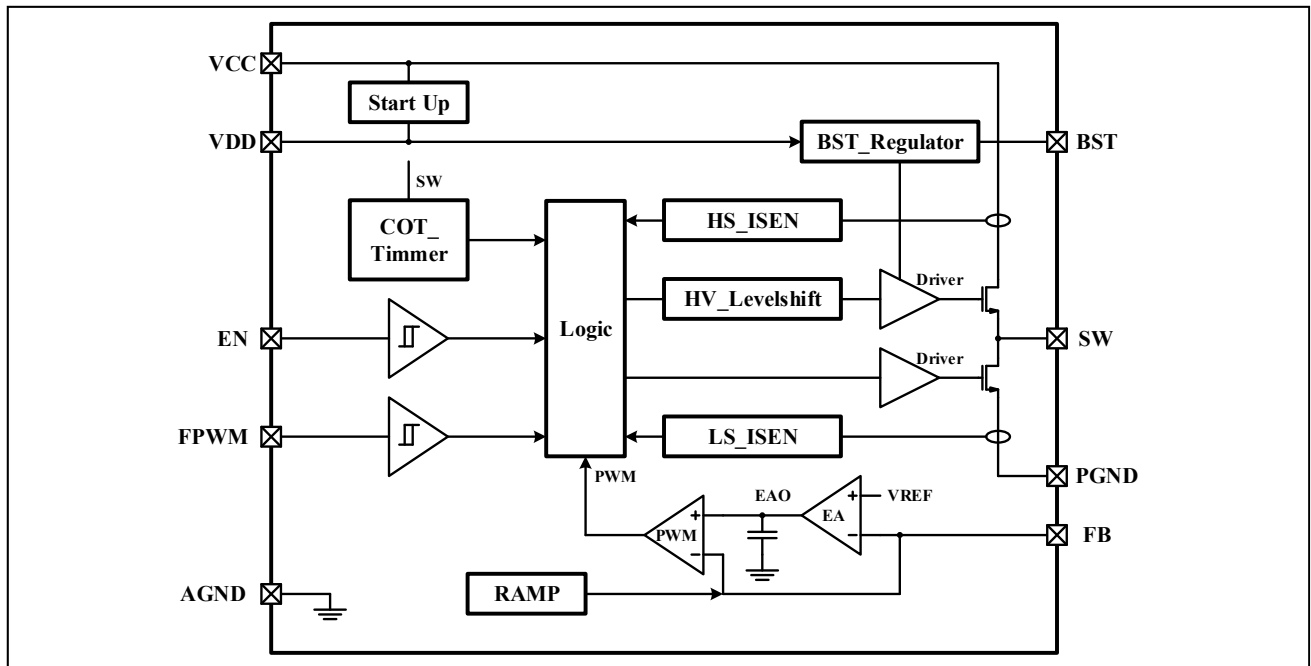 VCC
Start Up
VDD
BST_Regulator
BST
SW
COT_
Timmer
HS_ISEN
HV_Levelshift
Driver
Logic
EN
SW
Driver
FPWM
LS_ISEN
PWM
PGND
EAO
+
VREF
+
EA
PWM
-
-
FB
AGND
RAMP